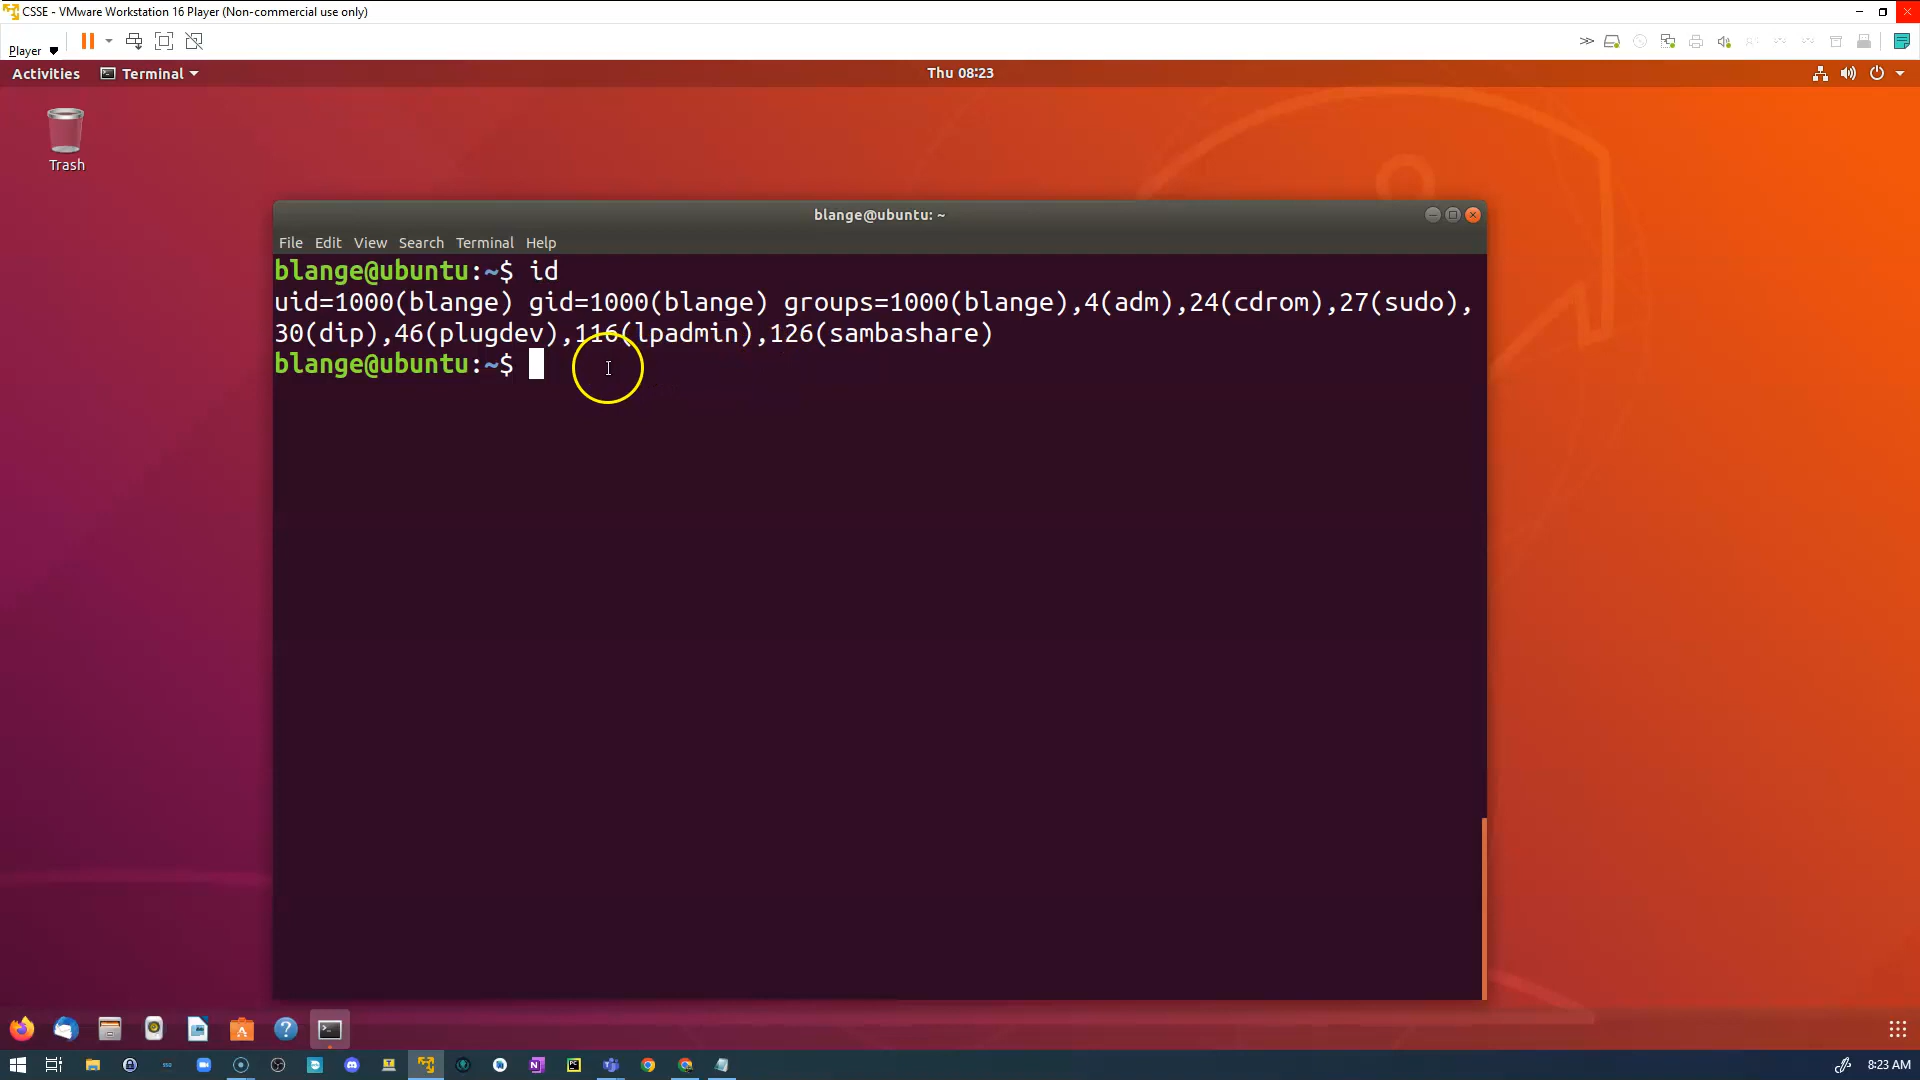 CSSE - VMware Workstation 16 Player (Non-commercial use only)
Player
Activities
Terminal
Thu 08:23
Trash
blange@ubuntu: ~
File Edit View Search Terminal Help
blange@ubuntu:~$ id
uid=1000(blange) gid=1000(blange) groups=1000(blange),4(adm),24(cdrom),27(sudo),
30(dip),46(plugdev),116(lpadmin),126(sambashare)
blange@ubuntu:~$
8:23 AM